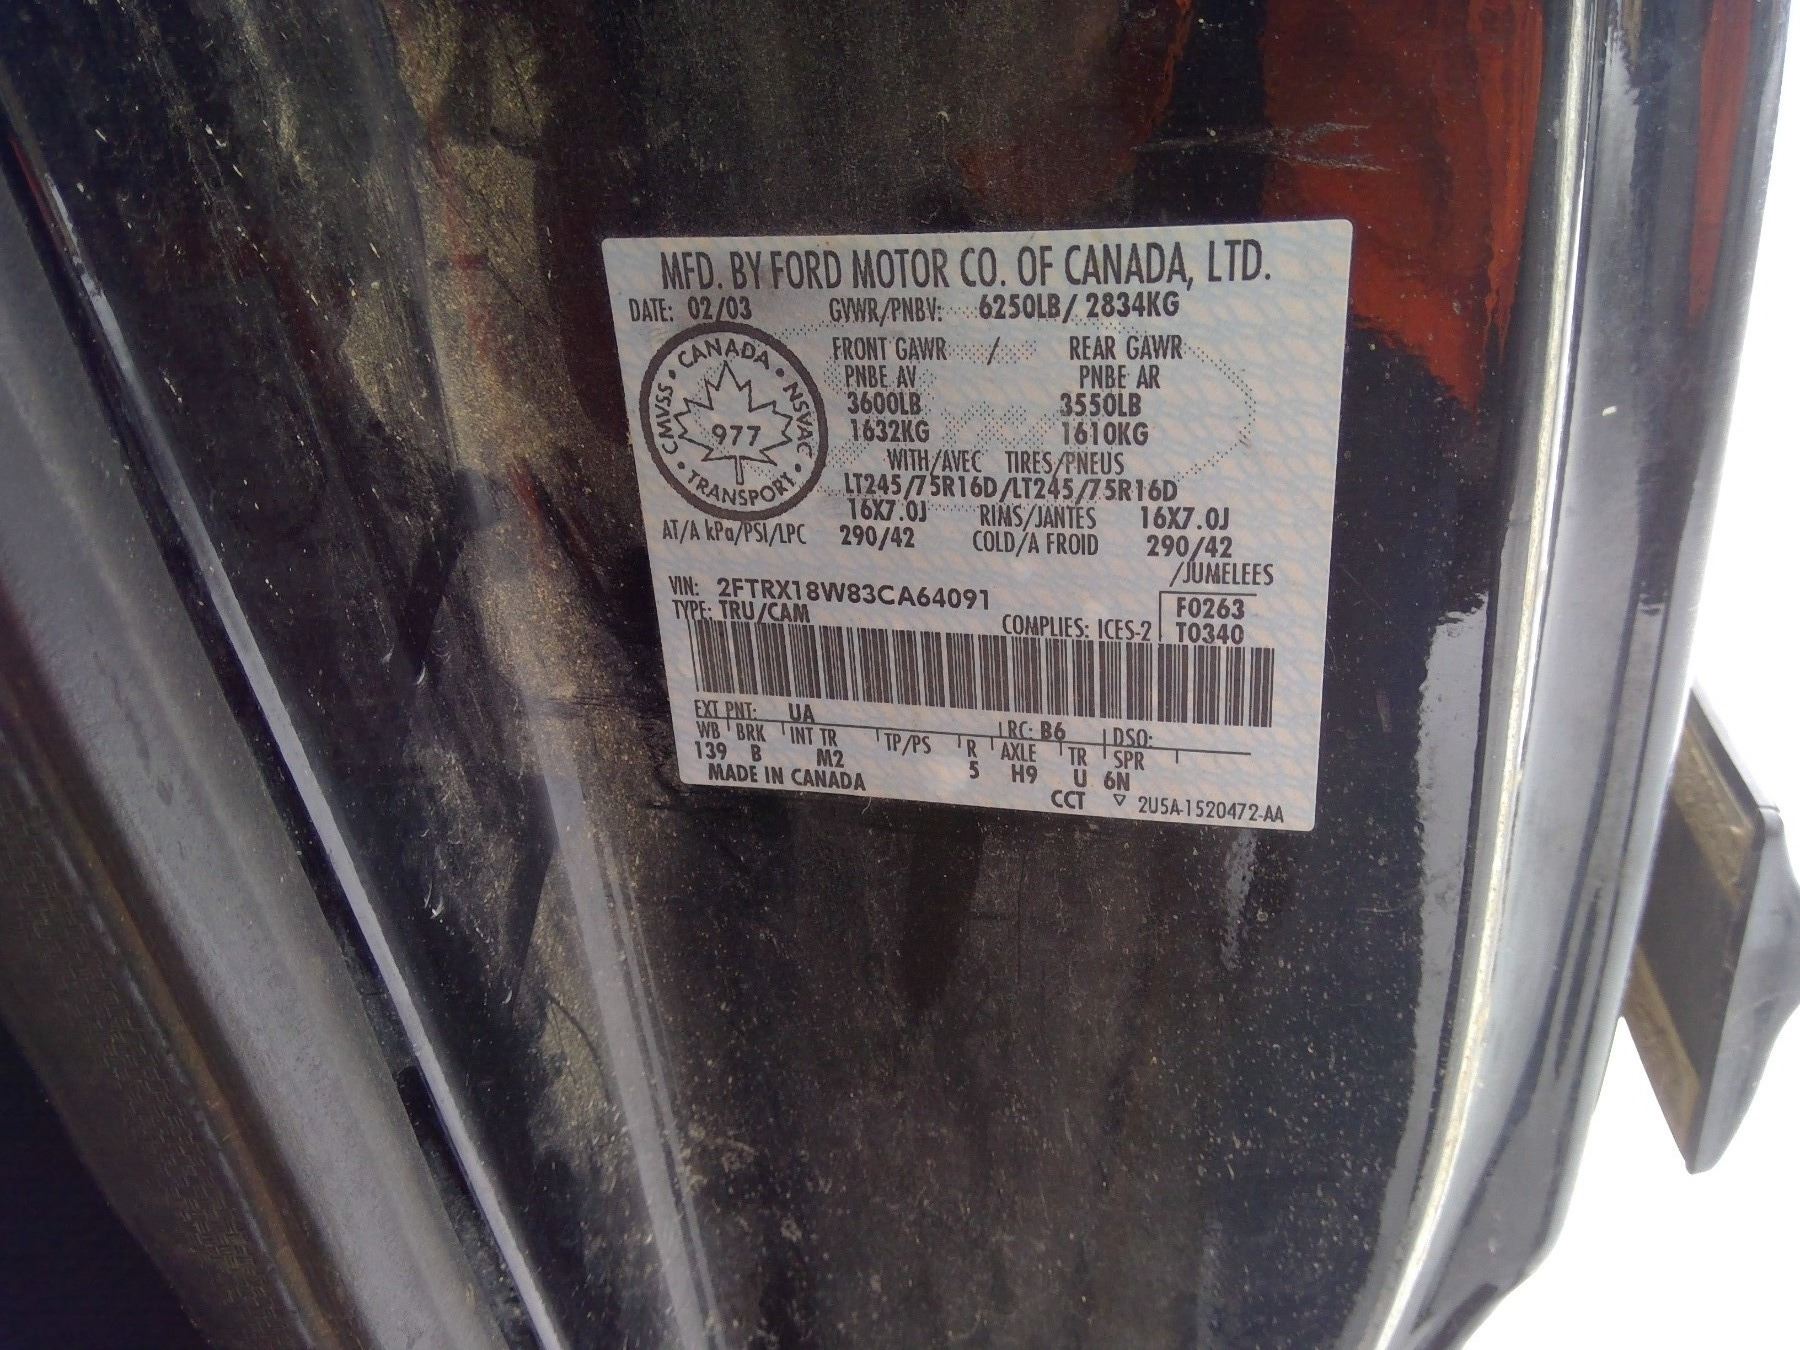 MFD. BY FORD MOTOR CO. OF CANADA, LTD.
DATE: 02/03 GVWR/PNBV: 6250LB/ 2834KG
CANADA • NSVAC • TRANSPORT • CMVSS •
977
FRONT GAWR / REAR GAWR
PNBE AV PNBE AR
3600LB 3550LB
1632KG 1610KG
WITH/AVEC TIRES/PNEUS
LT245/75R16D/LT245/75R16D
16X7.0J RIMS/JANTES 16X7.0J
AT/A kPa/PSI/LPC 290/42 COLD/A FROID 290/42
/JUMELEES
VIN: 2FTRX18W83CA64091 F0263
TYPE: TRU/CAM COMPLIES: ICES-2 T0340
EXT PNT: UA RC: B6 DSO:
WB BRK INT TR TP/PS R AXLE TR SPR
139 B M2 5 H9 U 6N
MADE IN CANADA CCT ▽ 2U5A-1520472-AA